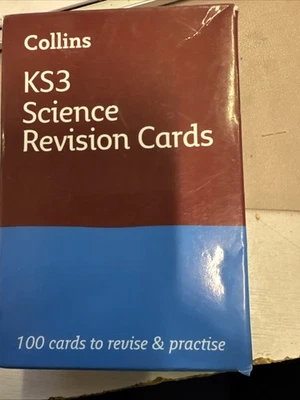 Collins
KS3
Science
Revision Cards
100 cards to revise & practise